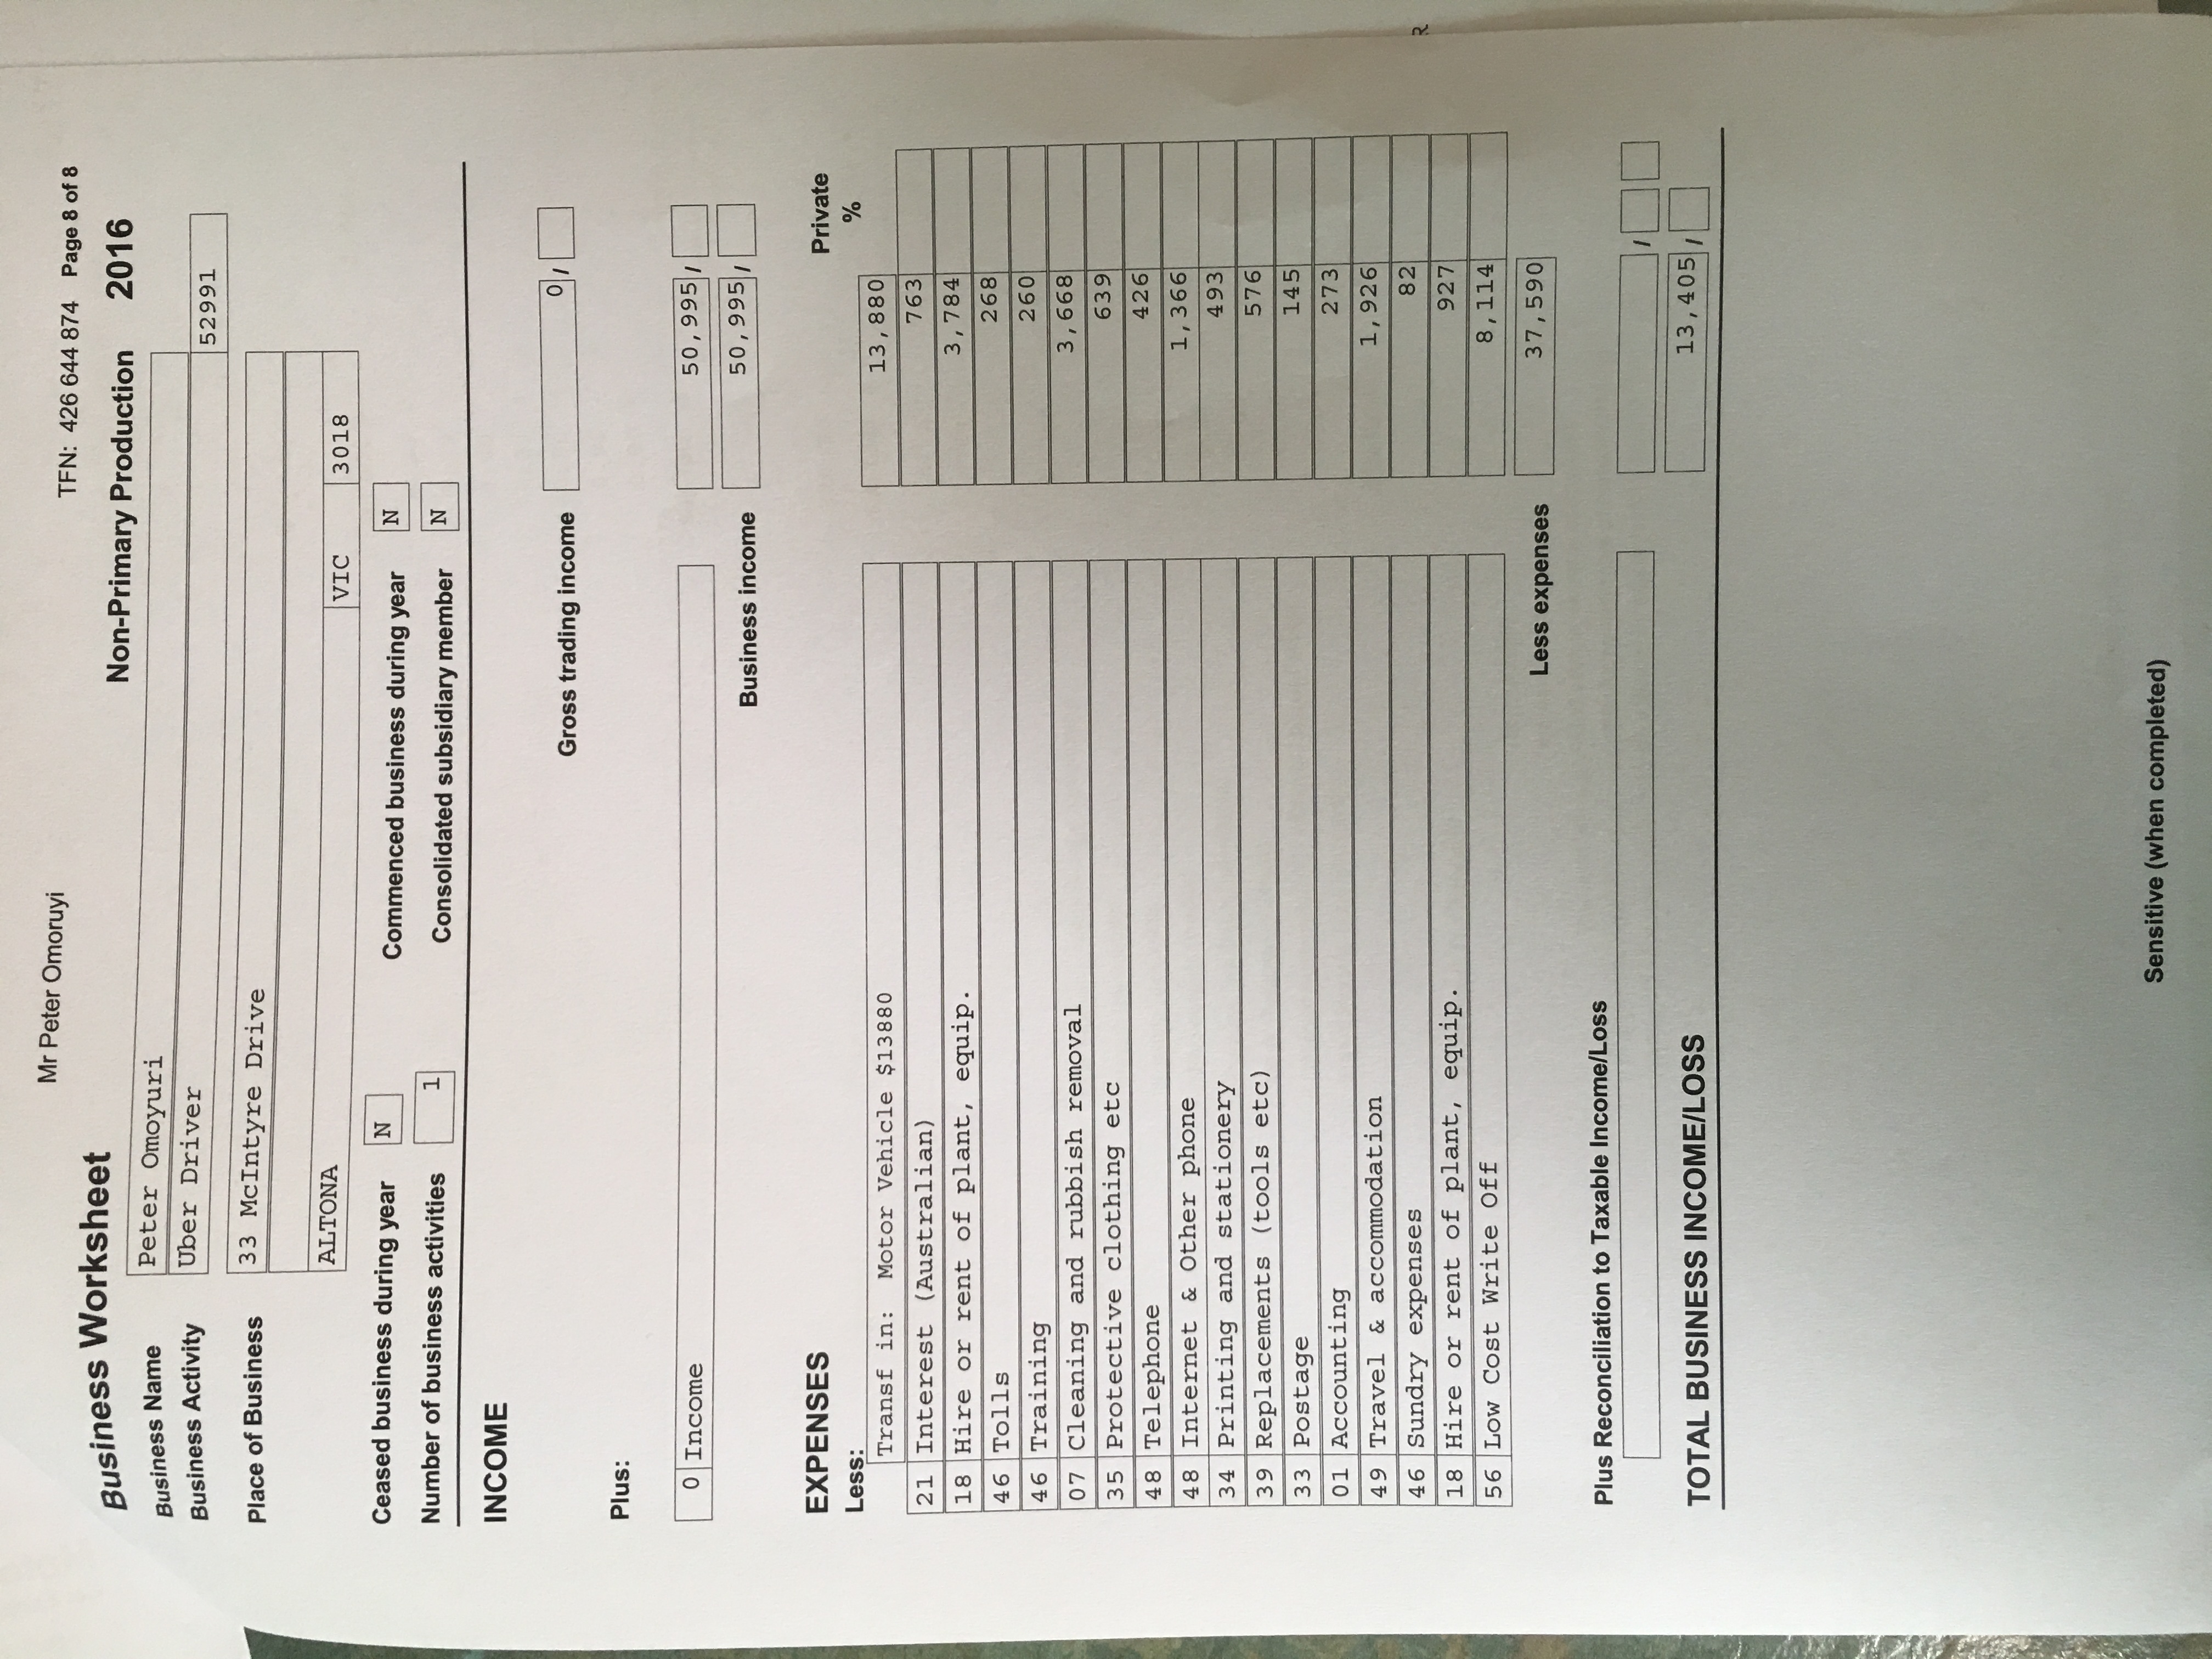 Mr Peter Omoruyi
TFN: 426 644 874 Page 8 of 8
Business Worksheet
Non-Primary Production 2016
Business Name Peter Omoyuri
Business Activity Uber Driver 52991
Place of Business 33 McIntyre Drive
ALTONA VIC 3018
Ceased business during year N Commenced business during year N
Number of business activities 1 Consolidated subsidiary member N
INCOME
Gross trading income 0 /
Plus:
0 Income 50,995 /
Business income 50,995 /
EXPENSES Private
Less: %
Transf in: Motor Vehicle $13880 13,880
21 Interest (Australian) 763
18 Hire or rent of plant, equip. 3,784
46 Tolls 268
46 Training 260
07 Cleaning and rubbish removal 3,668
35 Protective clothing etc 639
48 Telephone 426
48 Internet & Other phone 1,366
34 Printing and stationery 493
39 Replacements (tools etc) 576
33 Postage 145
01 Accounting 273
49 Travel & accommodation 1,926
46 Sundry expenses 82
R
18 Hire or rent of plant, equip. 927
56 Low Cost Write Off 8,114
Less expenses 37,590
Plus Reconciliation to Taxable Income/Loss
/
TOTAL BUSINESS INCOME/LOSS 13,405 /
Sensitive (when completed)